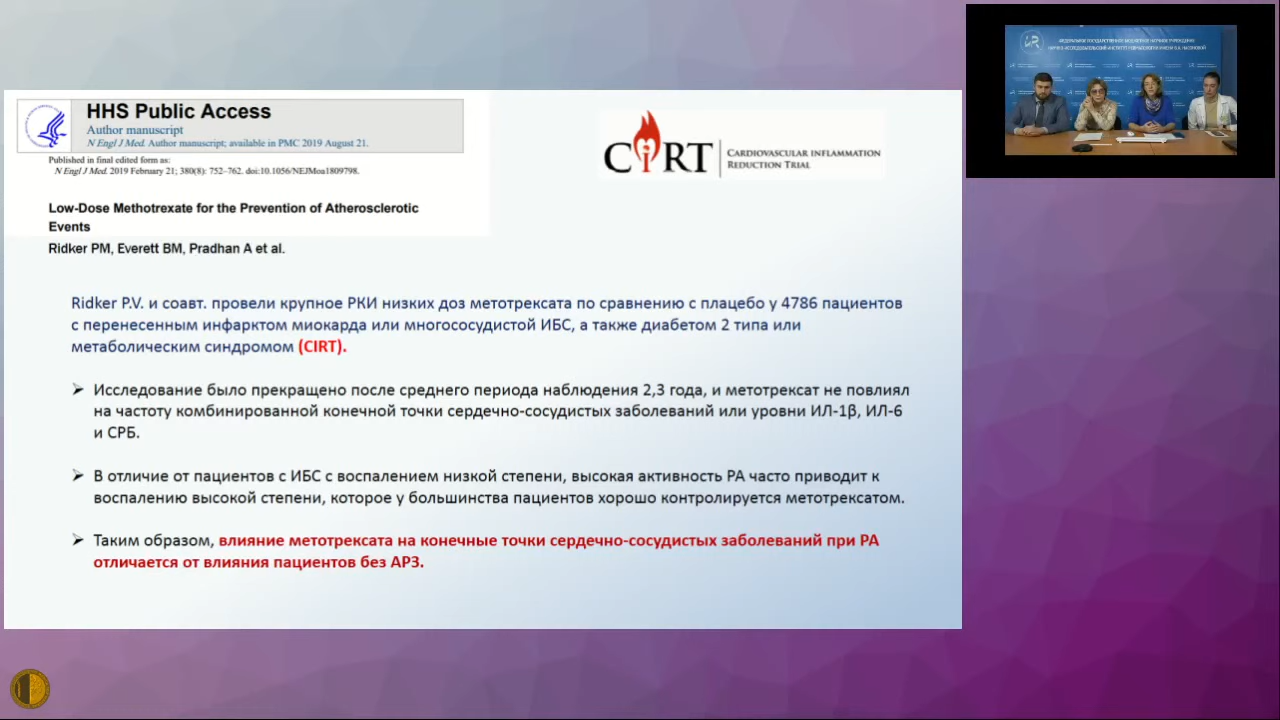 HHS Public Access
Author manuscript
N Engl J Med. Author manuscript; available in PMC 2019 August 21.
Published in final edited form as:
N Engl J Med. 2019 February 21; 380(8): 752–762. doi:10.1056/NEJMoa1809798.
Low-Dose Methotrexate for the Prevention of Atherosclerotic
Events
Ridker PM, Everett BM, Pradhan A et al.
CIRT
CARDIOVASCULAR INFLAMMATION
REDUCTION TRIAL
Ridker P.V. и соавт. провели крупное РКИ низких доз метотрексата по сравнению с плацебо у 4786 пациентов
с перенесенным инфарктом миокарда или многососудистой ИБС, а также диабетом 2 типа или
метаболическим синдромом (CIRT).
➢ Исследование было прекращено после среднего периода наблюдения 2,3 года, и метотрексат не повлиял
на частоту комбинированной конечной точки сердечно-сосудистых заболеваний или уровни ИЛ-1β, ИЛ-6
и СРБ.
➢ В отличие от пациентов с ИБС с воспалением низкой степени, высокая активность РА часто приводит к
воспалению высокой степени, которое у большинства пациентов хорошо контролируется метотрексатом.
➢ Таким образом, влияние метотрексата на конечные точки сердечно-сосудистых заболеваний при РА
отличается от влияния пациентов без АРЗ.
ФЕДЕРАЛЬНОЕ ГОСУДАРСТВЕННОЕ БЮДЖЕТНОЕ НАУЧНОЕ УЧРЕЖДЕНИЕ